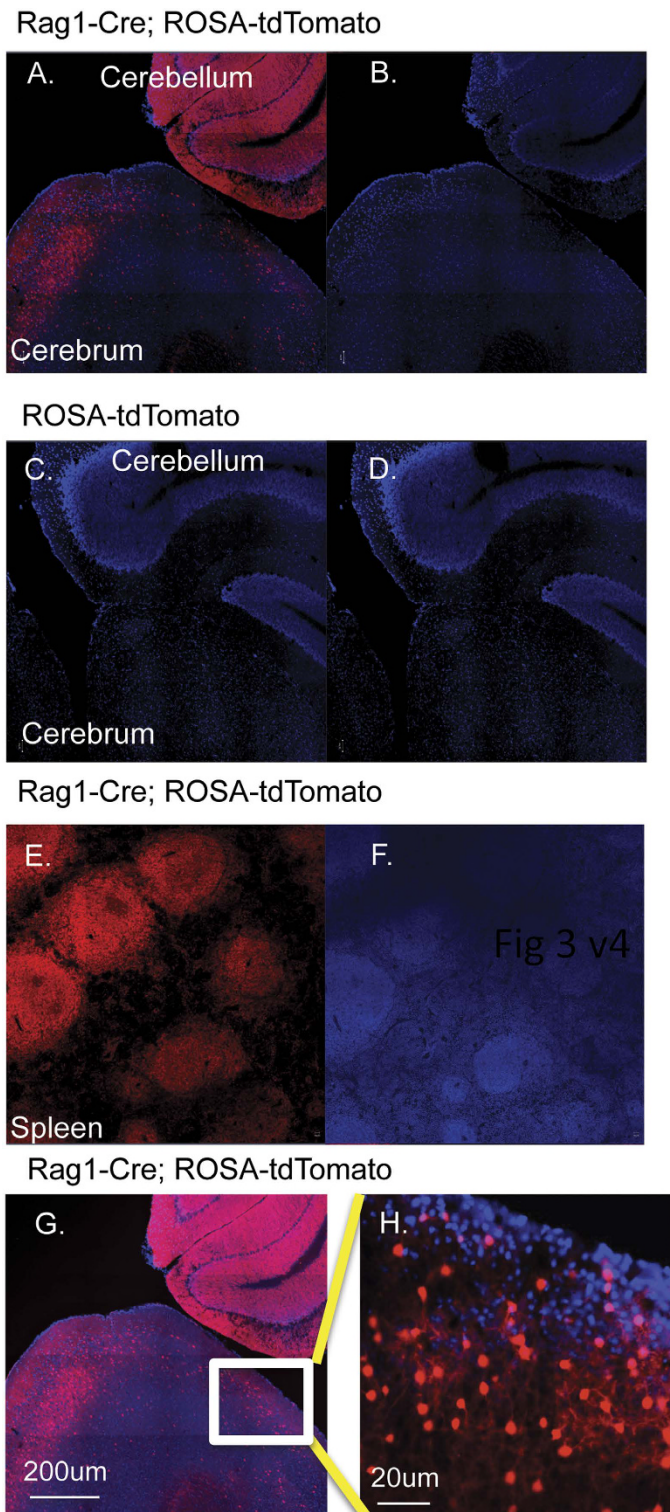 Rag1-Cre; ROSA-tdTomato
A.
Cerebellum
B.
Cerebrum
ROSA-tdTomato
C.
Cerebellum
D.
Cerebrum
Rag1-Cre; ROSA-tdTomato
E.
F.
Fig 3 v4
Spleen
Rag1-Cre; ROSA-tdTomato
G.
H.
200um
20um